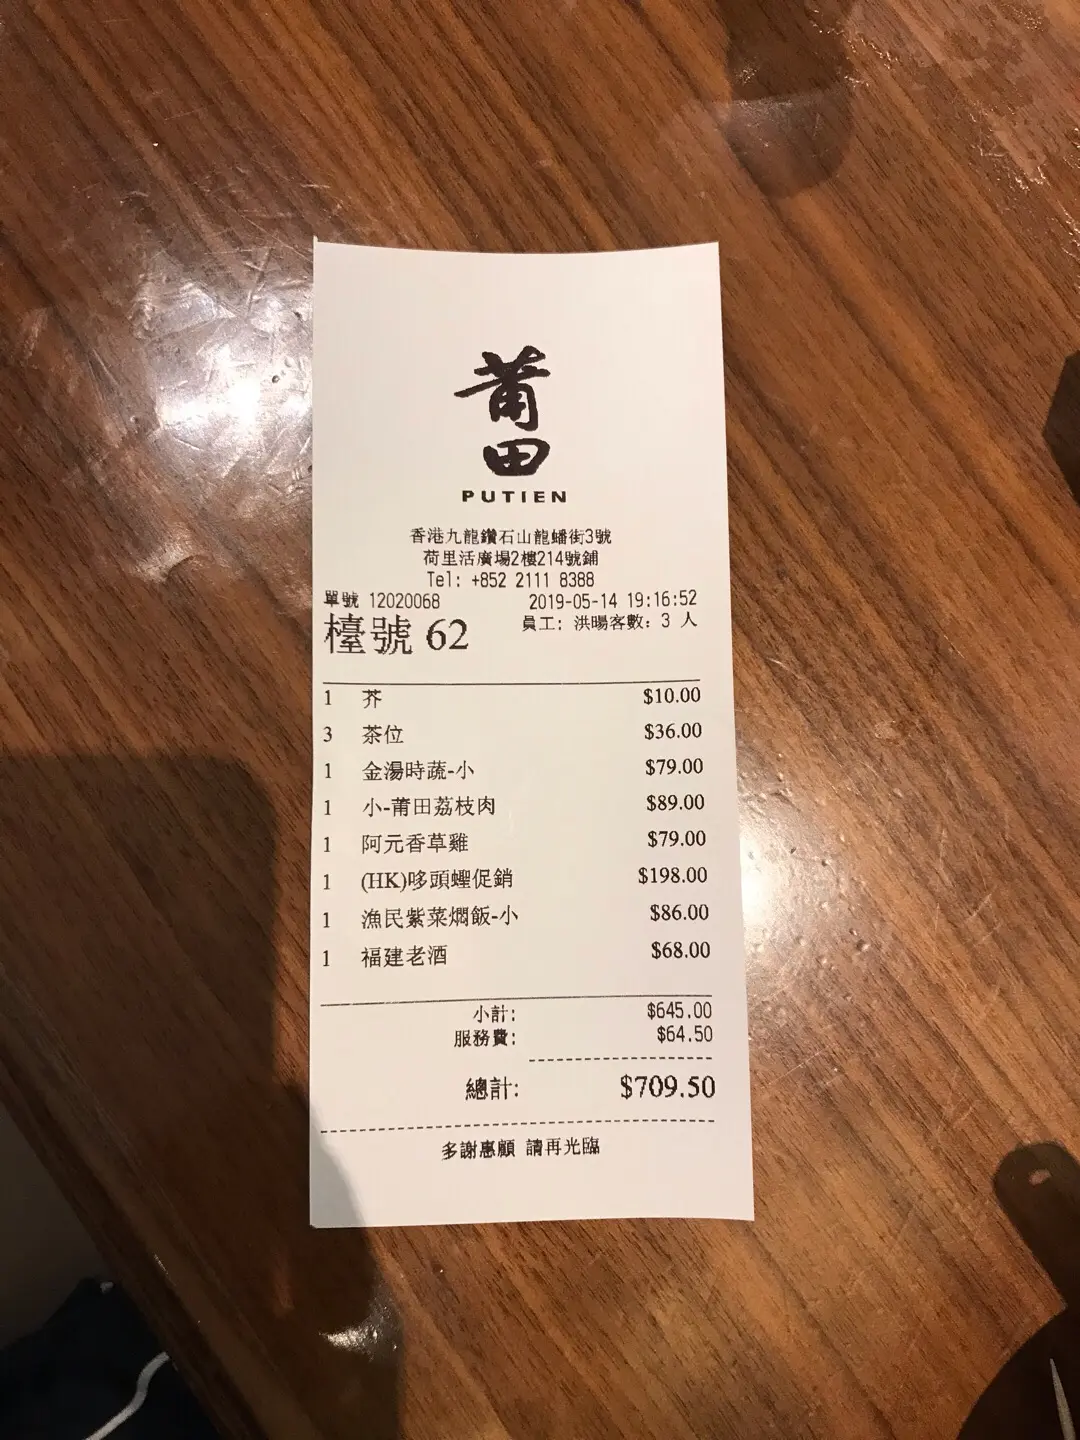 莆田
PUTIEN
香港九龍鑽石山龍蟠街3號
荷里活廣場2樓214號鋪
Tel: +852 2111 8388
單號 12020068 2019-05-14 19:16:52
檯號 62 員工: 洪暘客數: 3 人
1 芥 $10.00
3 茶位 $36.00
1 金湯時蔬-小 $79.00
1 小-莆田荔枝肉 $89.00
1 阿元香草雞 $79.00
1 (HK)哆頭蟶促銷 $198.00
1 漁民紫菜燜飯-小 $86.00
1 福建老酒 $68.00
小計: $645.00
服務費: $64.50
總計: $709.50
多謝惠顧 請再光臨